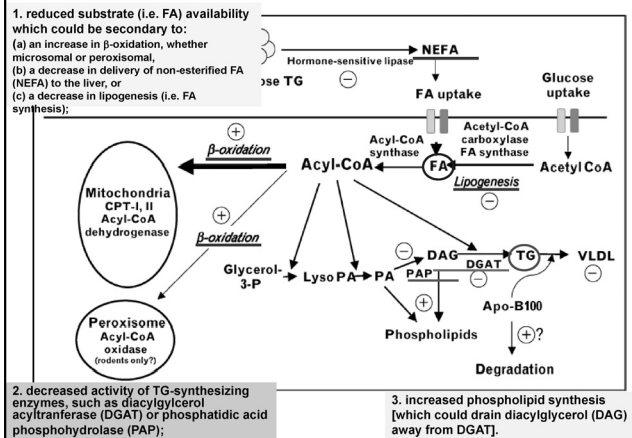 1. reduced substrate (i.e. FA) availability
which could be secondary to:
(a) an increase in β-oxidation, whether
microsomal or peroxisomal,
(b) a decrease in delivery of non-esterified FA
(NEFA) to the liver, or
(c) a decrease in lipogenesis (i.e. FA
synthesis);
ose TG
Hormone-sensitive lipase
−
NEFA
FA uptake
Glucose
uptake
Acyl-CoA
synthase
Acetyl-CoA
carboxylase
FA synthase
+
β-oxidation
Acyl-CoA
FA
Lipogenesis
−
Acetyl CoA
Mitochondria
CPT-I, II
Acyl-CoA
dehydrogenase
+
β-oxidation
Glycerol-
3-P
Lyso PA
PA
−
DAG
PAP
DGAT
−
TG
VLDL
−
+
Phospholipids
Apo-B100
+?
Degradation
Peroxisome
Acyl-CoA
oxidase
(rodents only?)
2. decreased activity of TG-synthesizing
enzymes, such as diacylgylcerol
acyltranferase (DGAT) or phosphatidic acid
phosphohydrolase (PAP);
3. increased phospholipid synthesis
[which could drain diacylglycerol (DAG)
away from DGAT].